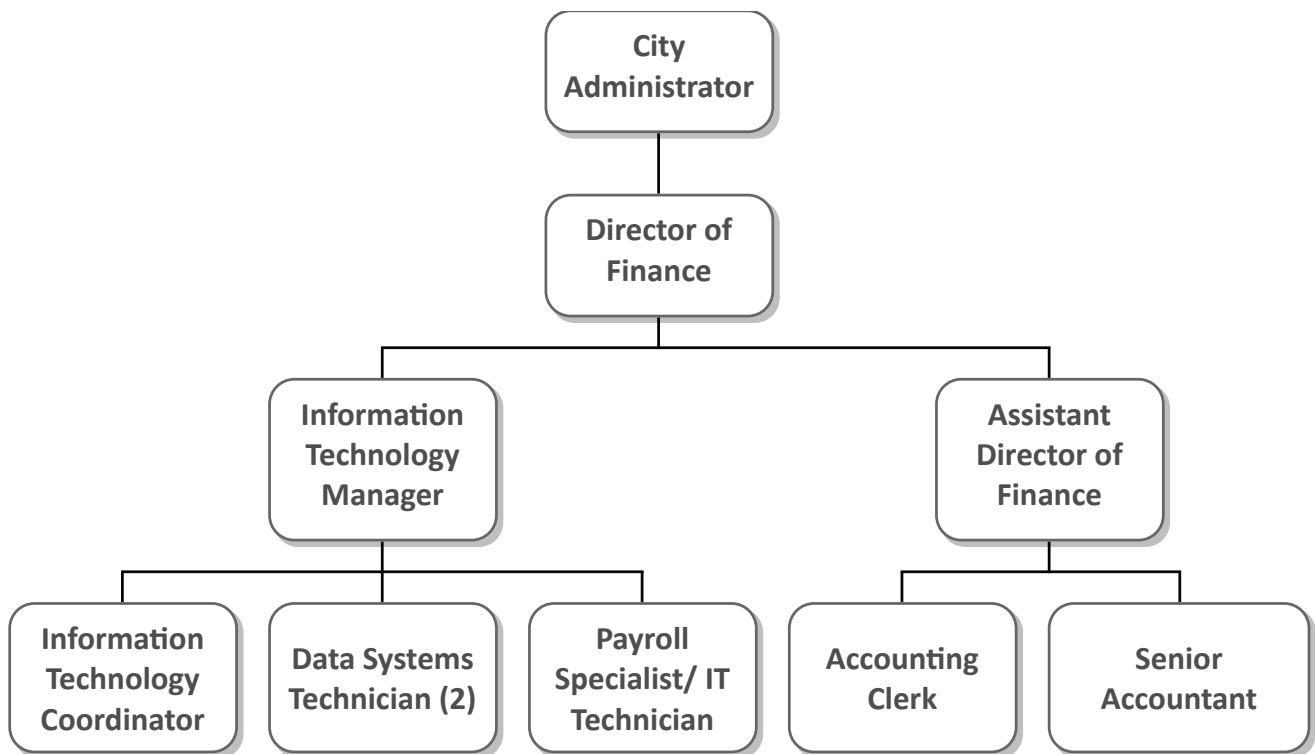 City
Administrator
Director of
Finance
Information
Technology
Manager
Assistant
Director of
Finance
Information
Technology
Coordinator
Data Systems
Technician (2)
Payroll
Specialist/ IT
Technician
Accounting
Clerk
Senior
Accountant